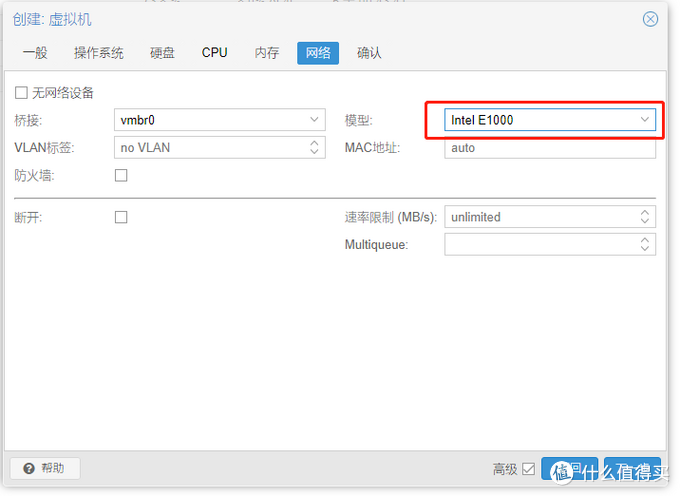 创建: 虚拟机
一般 操作系统 硬盘 CPU 内存 网络 确认
无网络设备
桥接: vmbr0 模型: Intel E1000
VLAN标签: no VLAN MAC地址: auto
防火墙:
断开: 速率限制 (MB/s): unlimited
Multiqueue:
帮助 高级
值 什么值得买